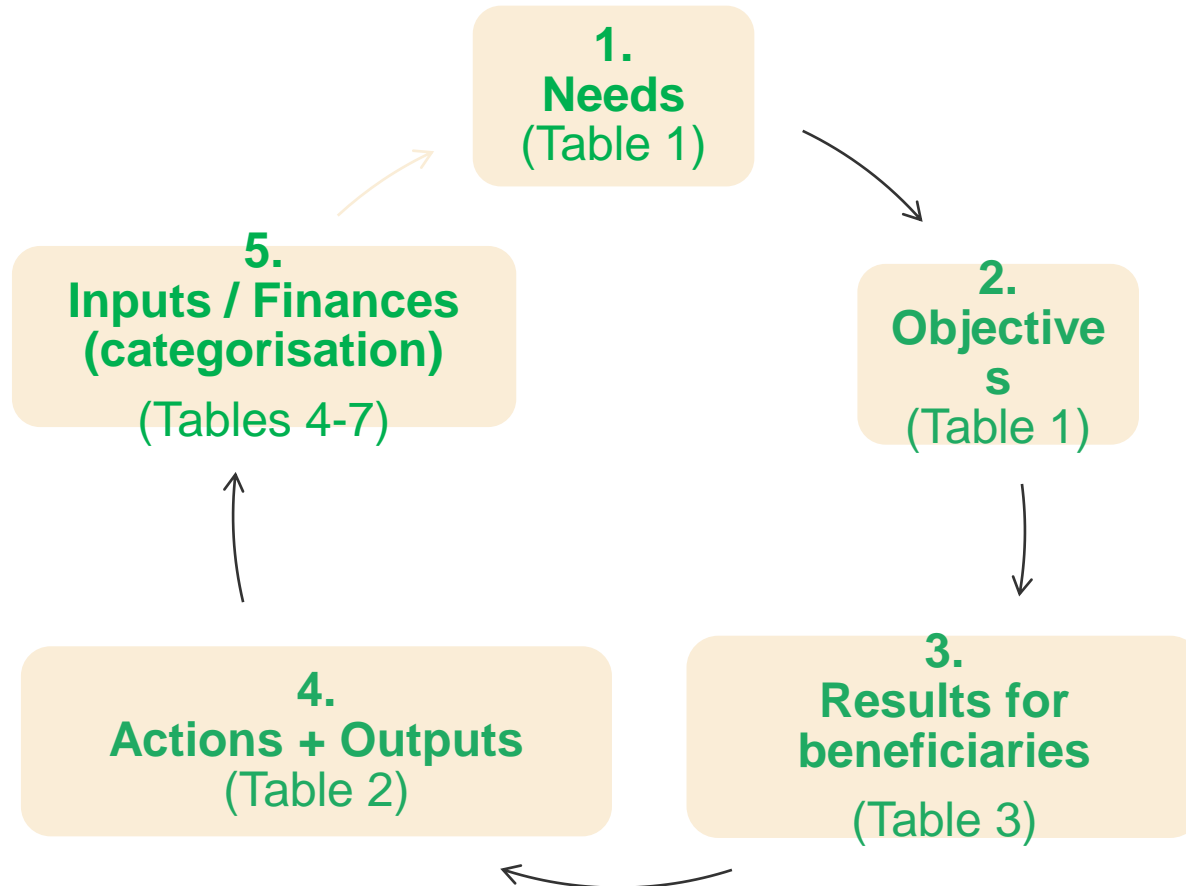 1.
Needs
(Table 1)
2.
Objective
s
(Table 1)
3.
Results for
beneficiaries
(Table 3)
4.
Actions + Outputs
(Table 2)
5.
Inputs / Finances
(categorisation)
(Tables 4-7)